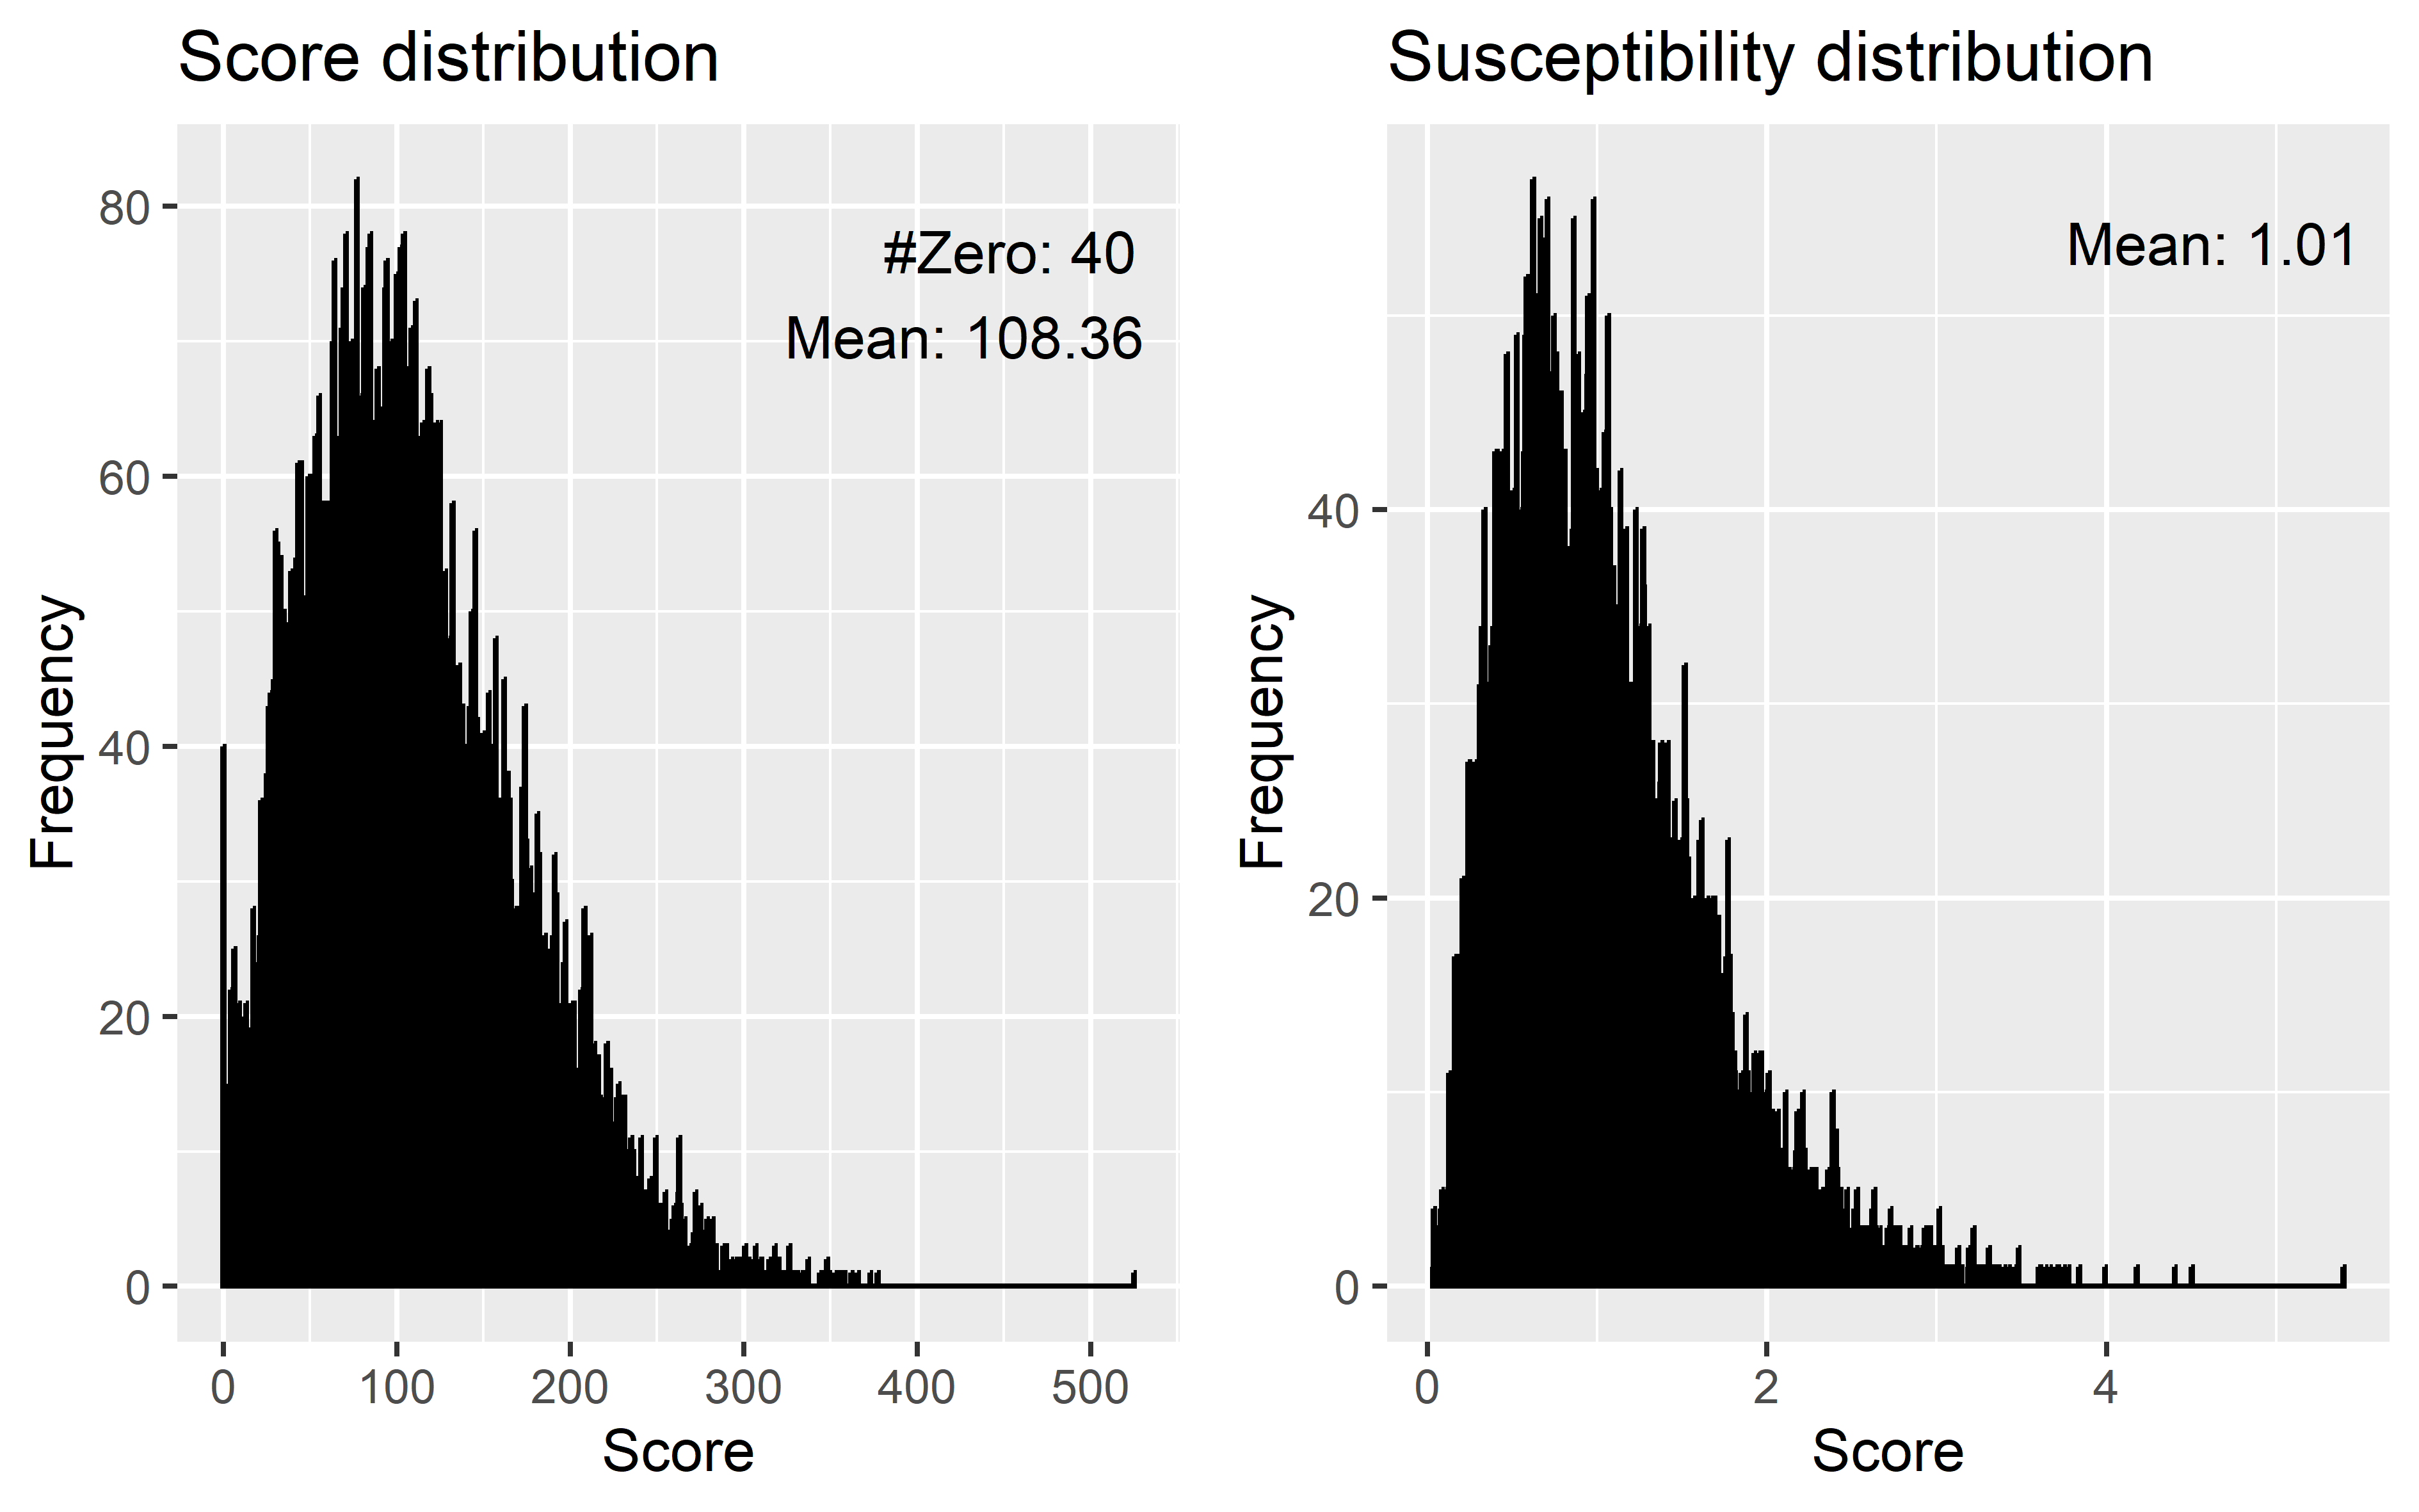 Score distribution
#Zero: 40
Mean: 108.36
80
60
40
20
0
Frequency
0 100 200 300 400 500
Score
Susceptibility distribution
Mean: 1.01
40
20
0
Frequency
0 2 4
Score